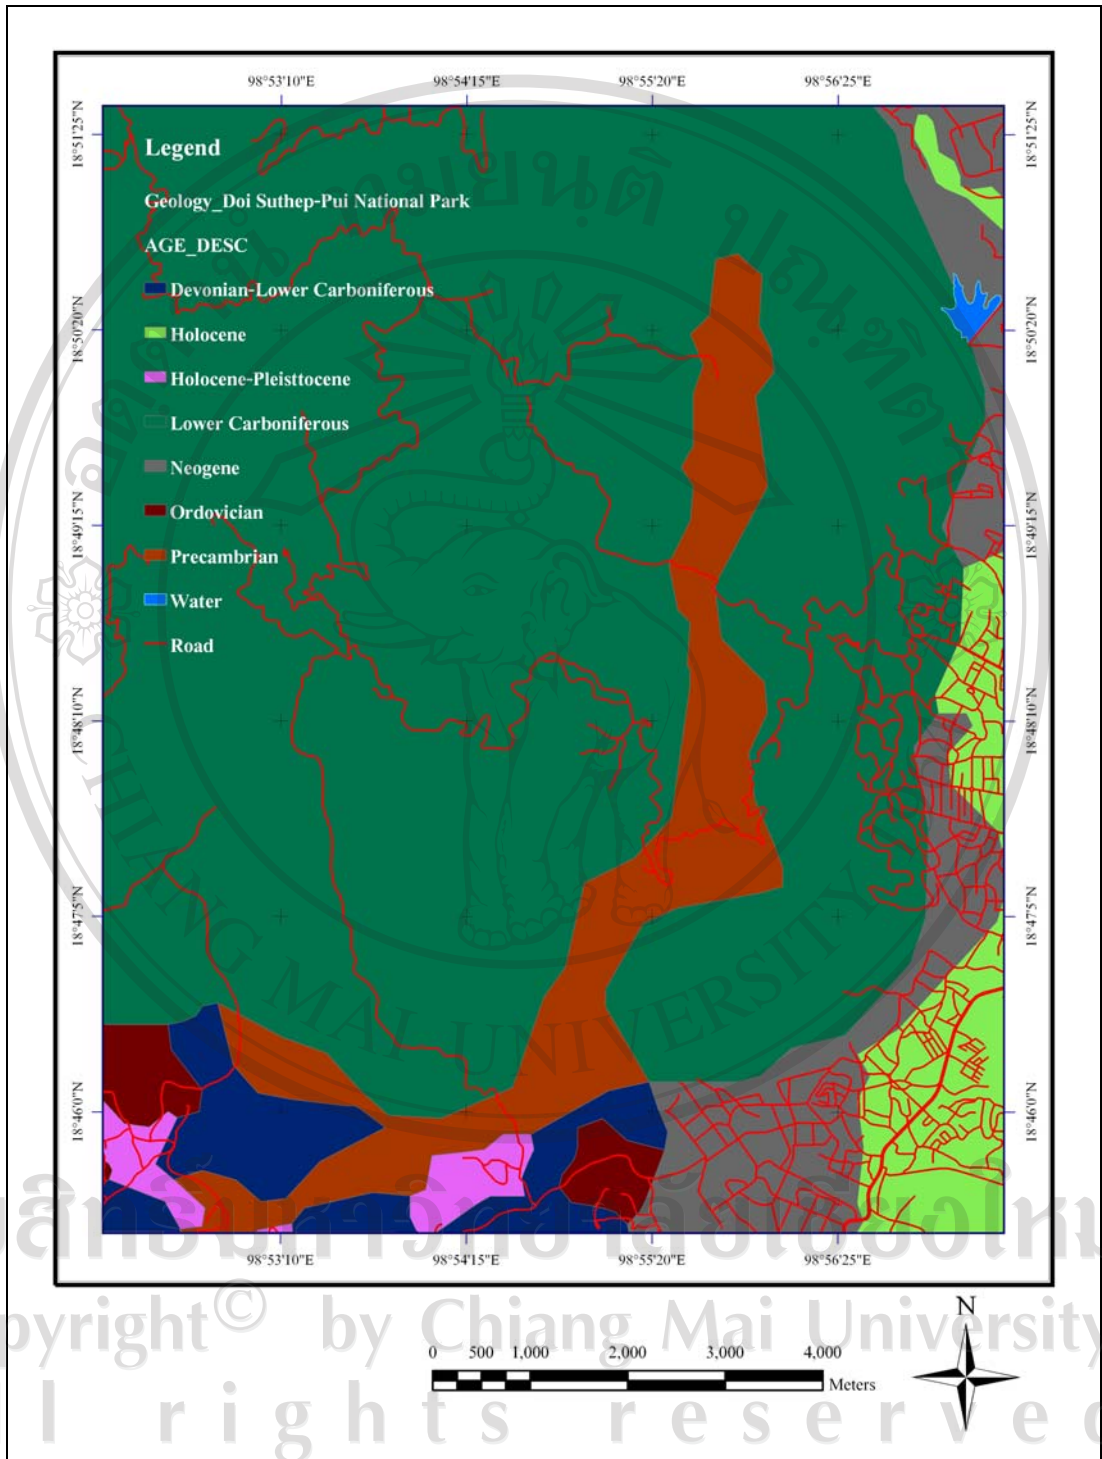 98°53'10"E 98°54'15"E 98°55'20"E 98°56'25"E
18°51'25"N 18°51'25"N
Legend
Geology_Doi Suthep-Pui National Park
AGE_DESC
Devonian-Lower Carboniferous
18°50'20"N Holocene 18°50'20"N
Holocene-Pleisttocene
Lower Carboniferous
Neogene
Ordovician
18°49'15"N 18°49'15"N
Precambrian
Water
Road
18°48'10"N 18°48'10"N
18°47'5"N 18°47'5"N
CHIANG MAI UNIVERSITY
18°46'0"N 18°46'0"N
98°53'10"E 98°54'15"E 98°55'20"E 98°56'25"E
pyright© by Chiang Mai University
N
0 500 1,000 2,000 3,000 4,000
Meters
l rights reserved